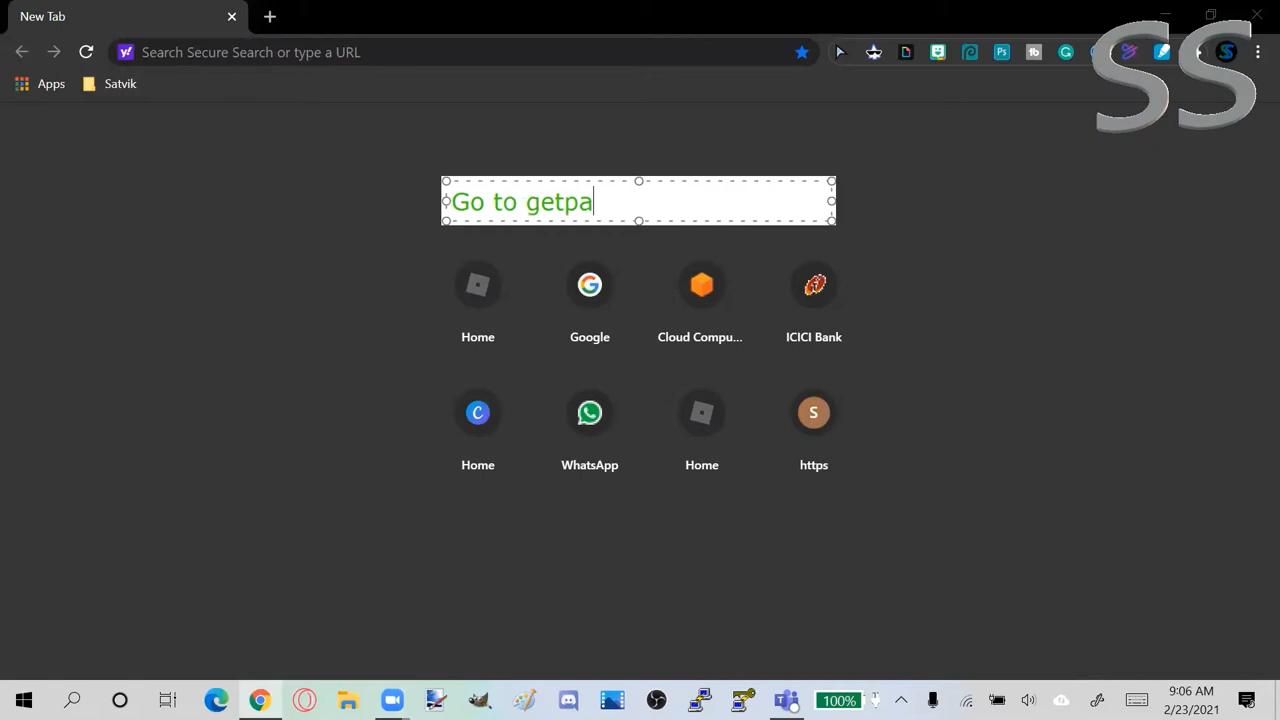 New Tab
Search Secure Search or type a URL
SS
Apps
Satvik
Go to getpa
Home
Google
Cloud Compu...
ICICI Bank
Home
WhatsApp
Home
https
100%
9:06 AM
2/23/2021